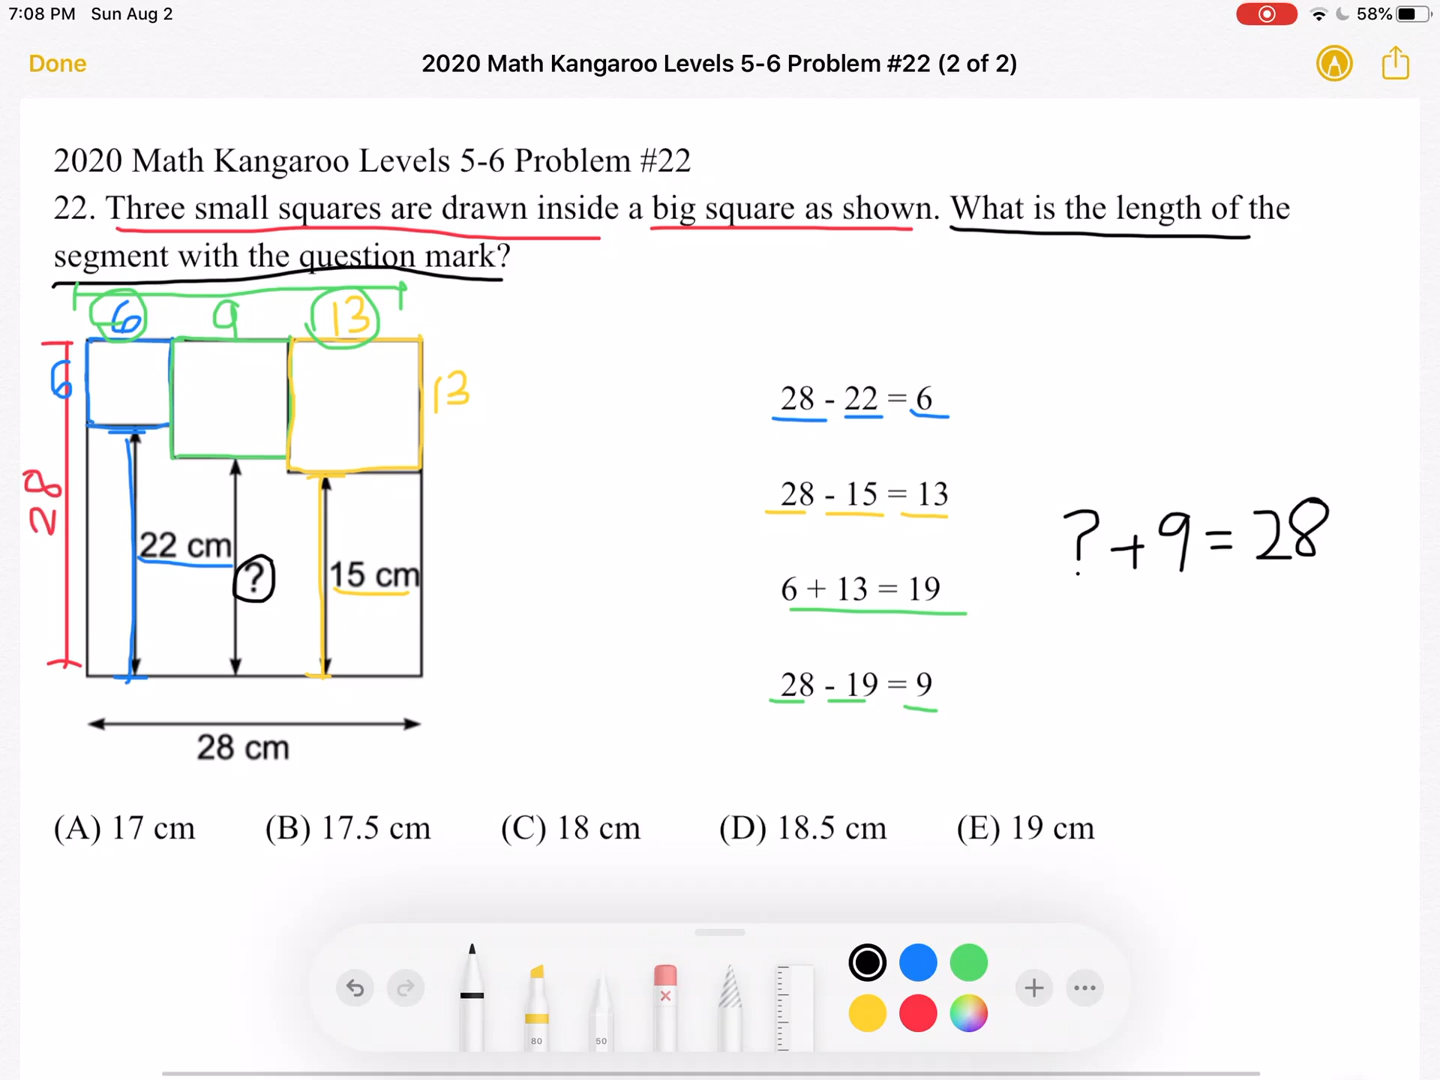 7:08 PM Sun Aug 2
58%
Done
2020 Math Kangaroo Levels 5-6 Problem #22 (2 of 2)
2020 Math Kangaroo Levels 5-6 Problem #22
22. Three small squares are drawn inside a big square as shown. What is the length of the
segment with the question mark?
6 9 13
6
13
28
22 cm
?
15 cm
28 cm
28 - 22 = 6
28 - 15 = 13
6 + 13 = 19
28 - 19 = 9
? + 9 = 28
(A) 17 cm (B) 17.5 cm (C) 18 cm (D) 18.5 cm (E) 19 cm
80
50